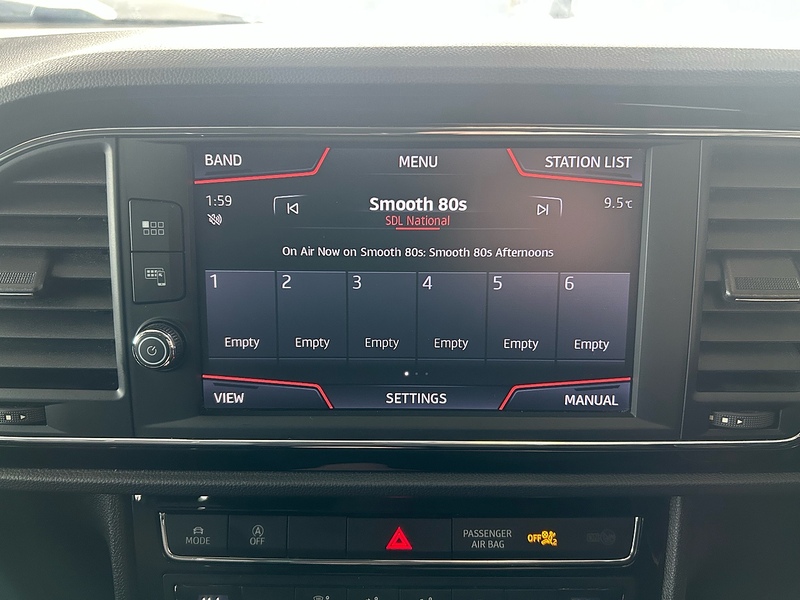 BAND MENU STATION LIST
1:59 Smooth 80s 9.5℃
SDL National
On Air Now on Smooth 80s: Smooth 80s Afternoons
1 2 3 4 5 6
Empty Empty Empty Empty Empty Empty
VIEW SETTINGS MANUAL
MODE A OFF PASSENGER AIR BAG OFF 2